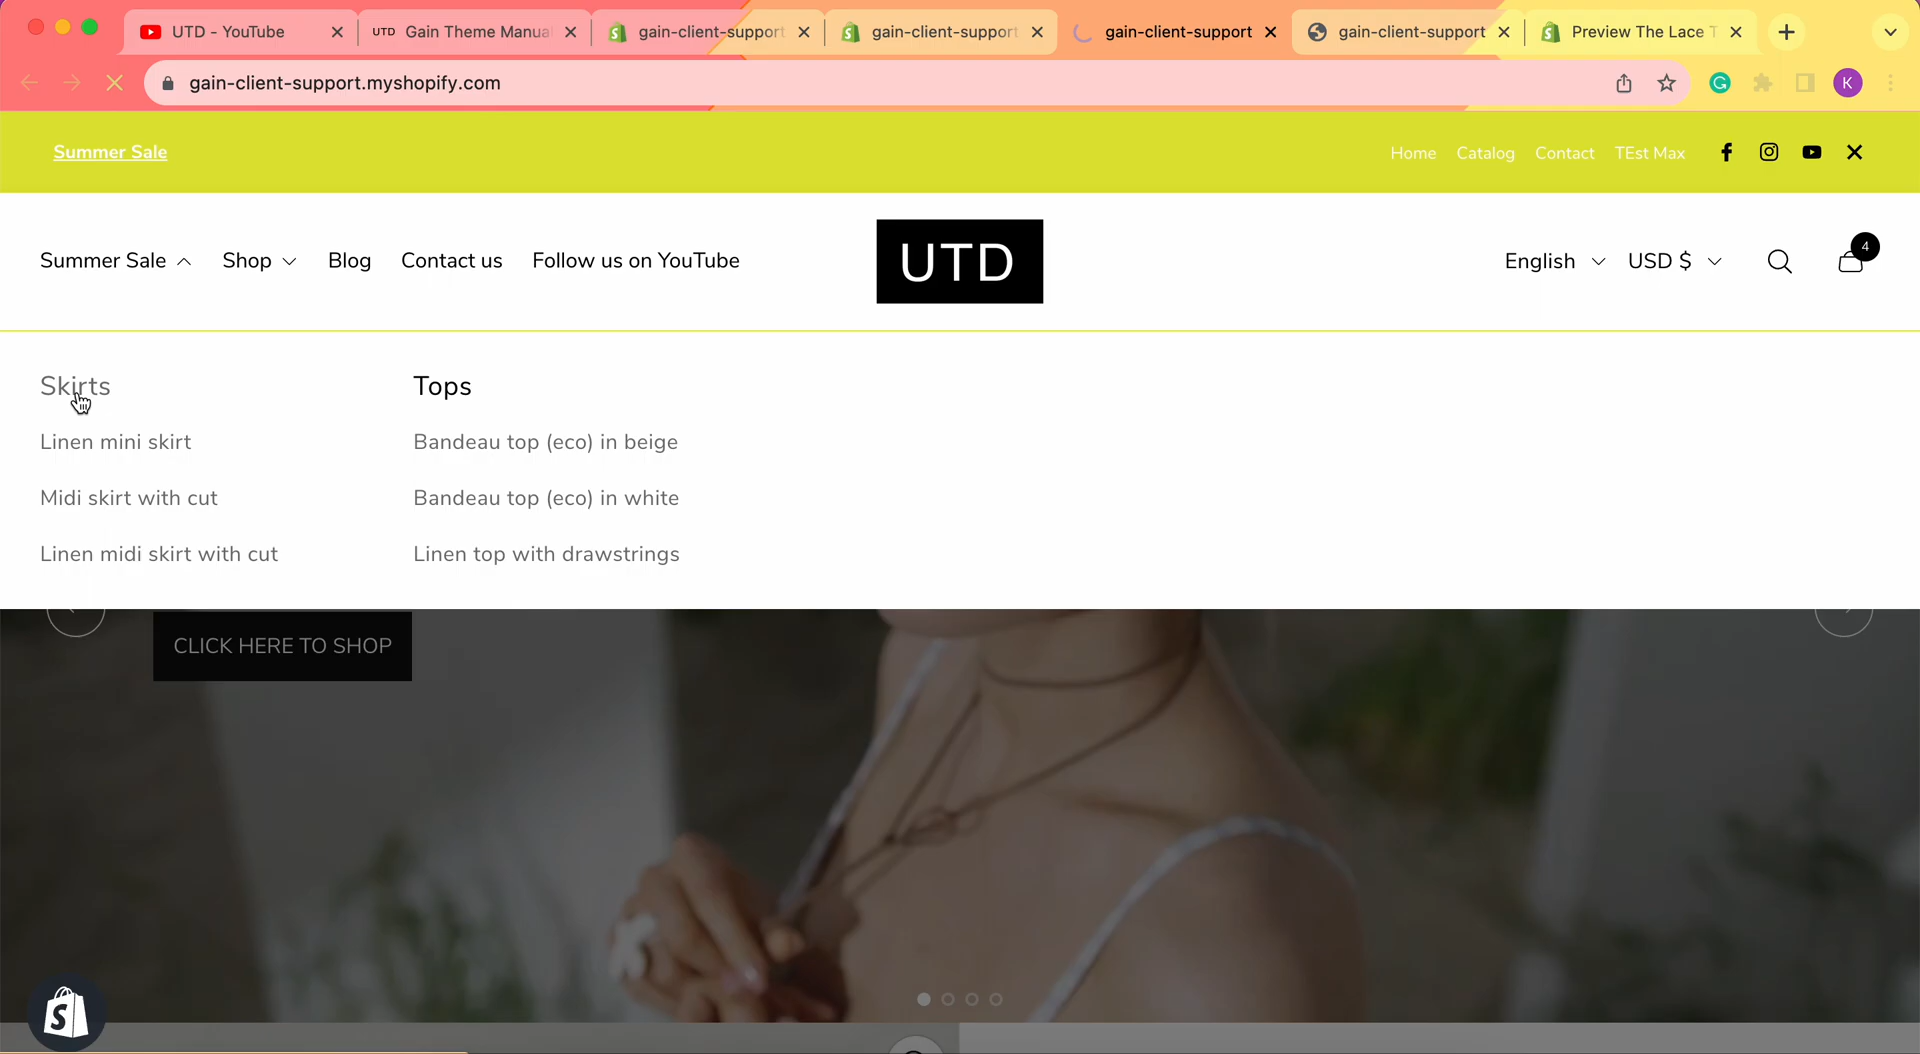 UTD - YouTube
UTD Gain Theme Manua
gain-client-support
gain-client-support
gain-client-support
gain-client-support
Preview The Lace T
gain-client-support.myshopify.com
K
Summer Sale
Home Catalog Contact TEst Max
Summer Sale Shop Blog Contact us Follow us on YouTube
UTD
English USD $
4
Skirts
Linen mini skirt
Midi skirt with cut
Linen midi skirt with cut
Tops
Bandeau top (eco) in beige
Bandeau top (eco) in white
Linen top with drawstrings
CLICK HERE TO SHOP